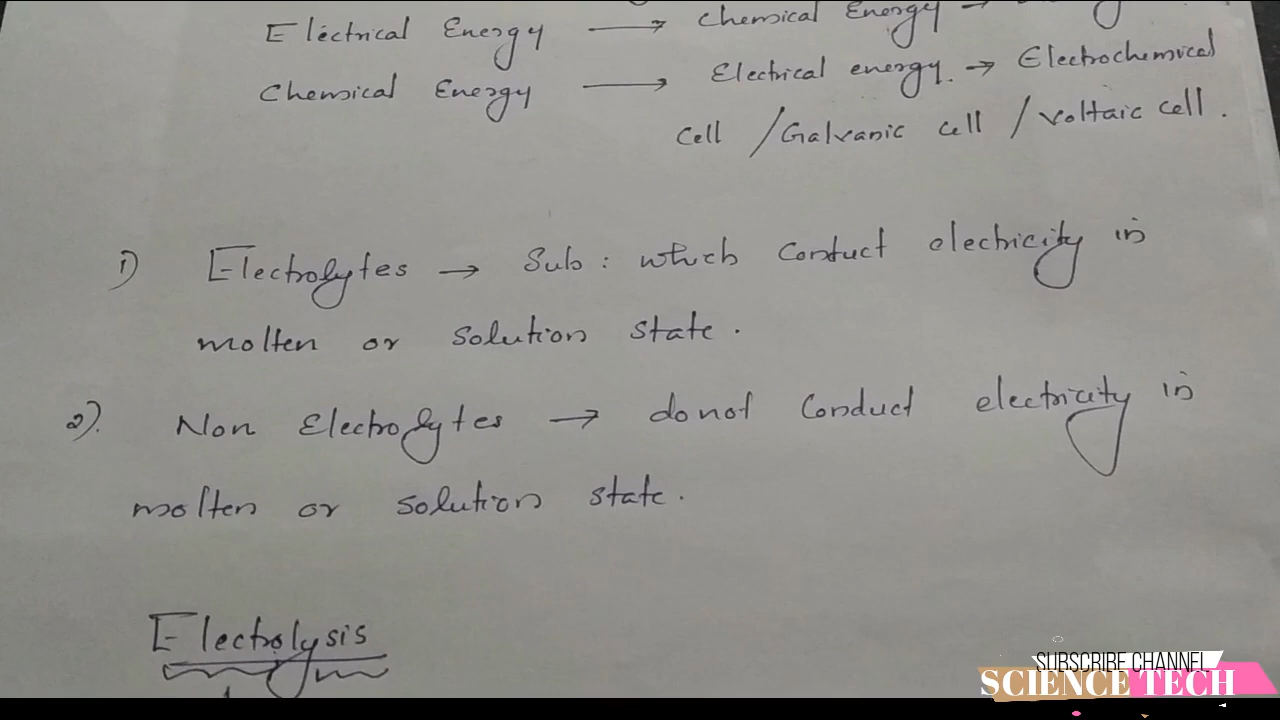 Electrical Energy → Chemical Energy →
Chemical Energy → Electrical energy. → Electrochemical
cell / Galvanic cell / Voltaic cell.
1) Electrolytes → Sub: which conduct electricity in
molten or solution state.
2). Non Electrolytes → do not conduct electricity in
molten or solution state.
Electrolysis
SUBSCRIBE CHANNEL
SCIENCE TECH